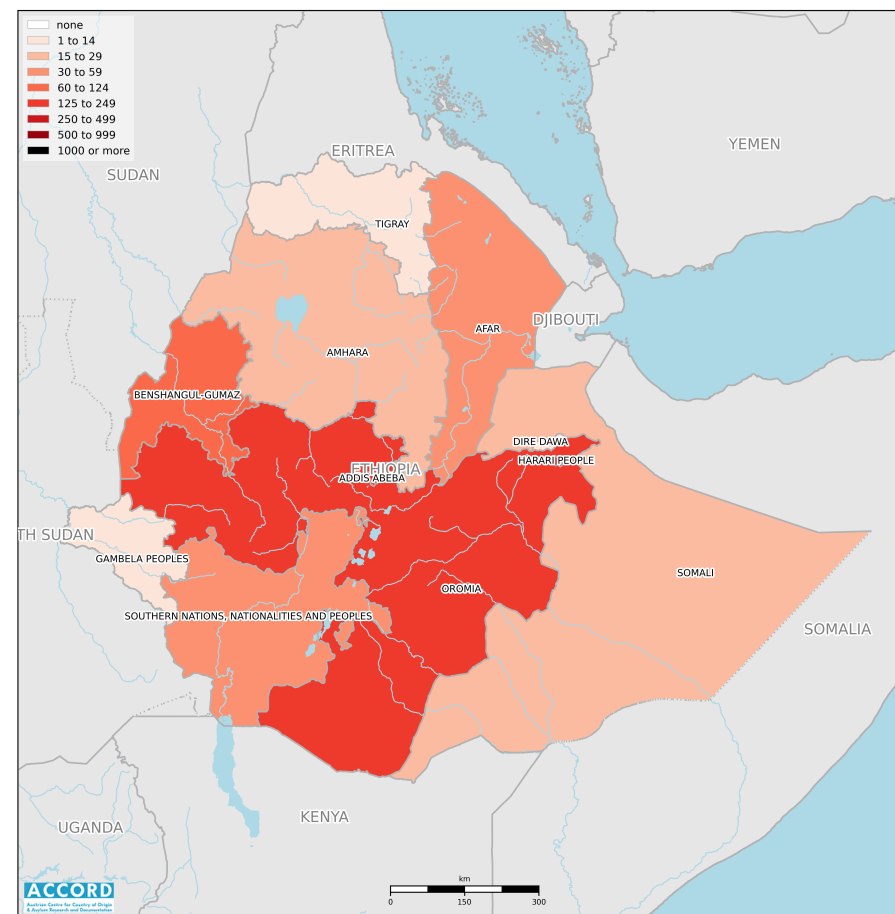 none
1 to 14
15 to 29
30 to 59
60 to 124
125 to 249
250 to 499
500 to 999
1000 or more
YEMEN
ERITREA
SUDAN
TIGRAY
DJIBOUTI
AFAR
AMHARA
BENSHANGUL-GUMAZ
DIRE DAWA
HARARI PEOPLE
ETHIOPIA
ADDIS ABEBA
TH SUDAN
GAMBELA PEOPLES
SOMALI
OROMIA
SOUTHERN NATIONS, NATIONALITIES AND PEOPLES
SOMALIA
KENYA
UGANDA
km
0 150 300
ACCORD
Austrian Centre for Country of Origin
& Asylum Research and Documentation